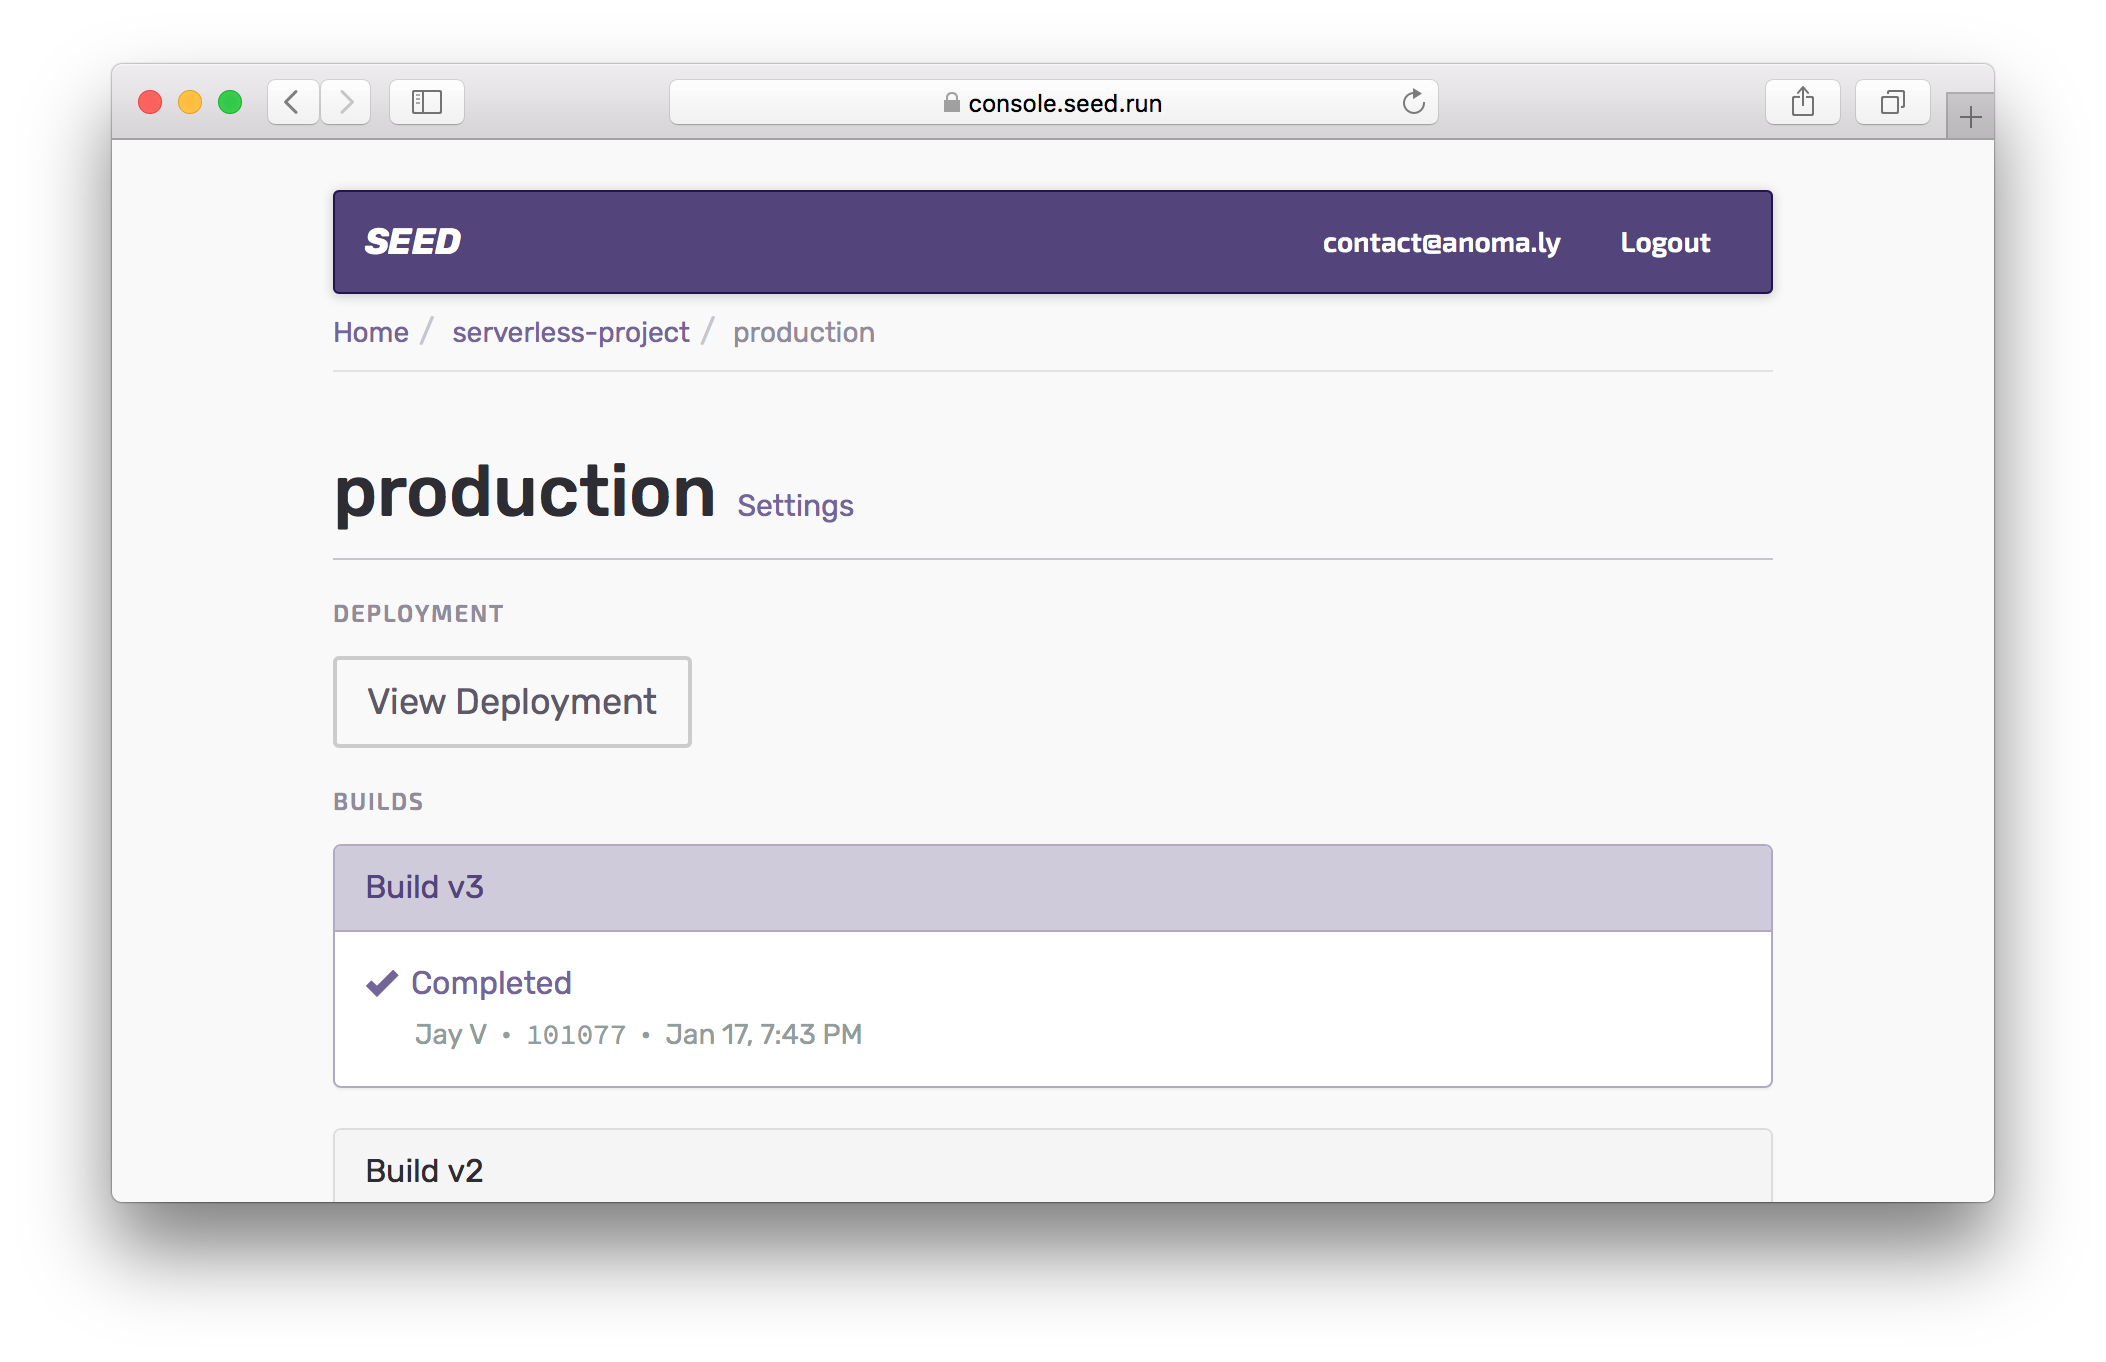 console.seed.run
SEED contact@anoma.ly Logout
Home / serverless-project / production
production Settings
DEPLOYMENT
View Deployment
BUILDS
Build v3
Completed
Jay V • 101077 • Jan 17, 7:43 PM
Build v2